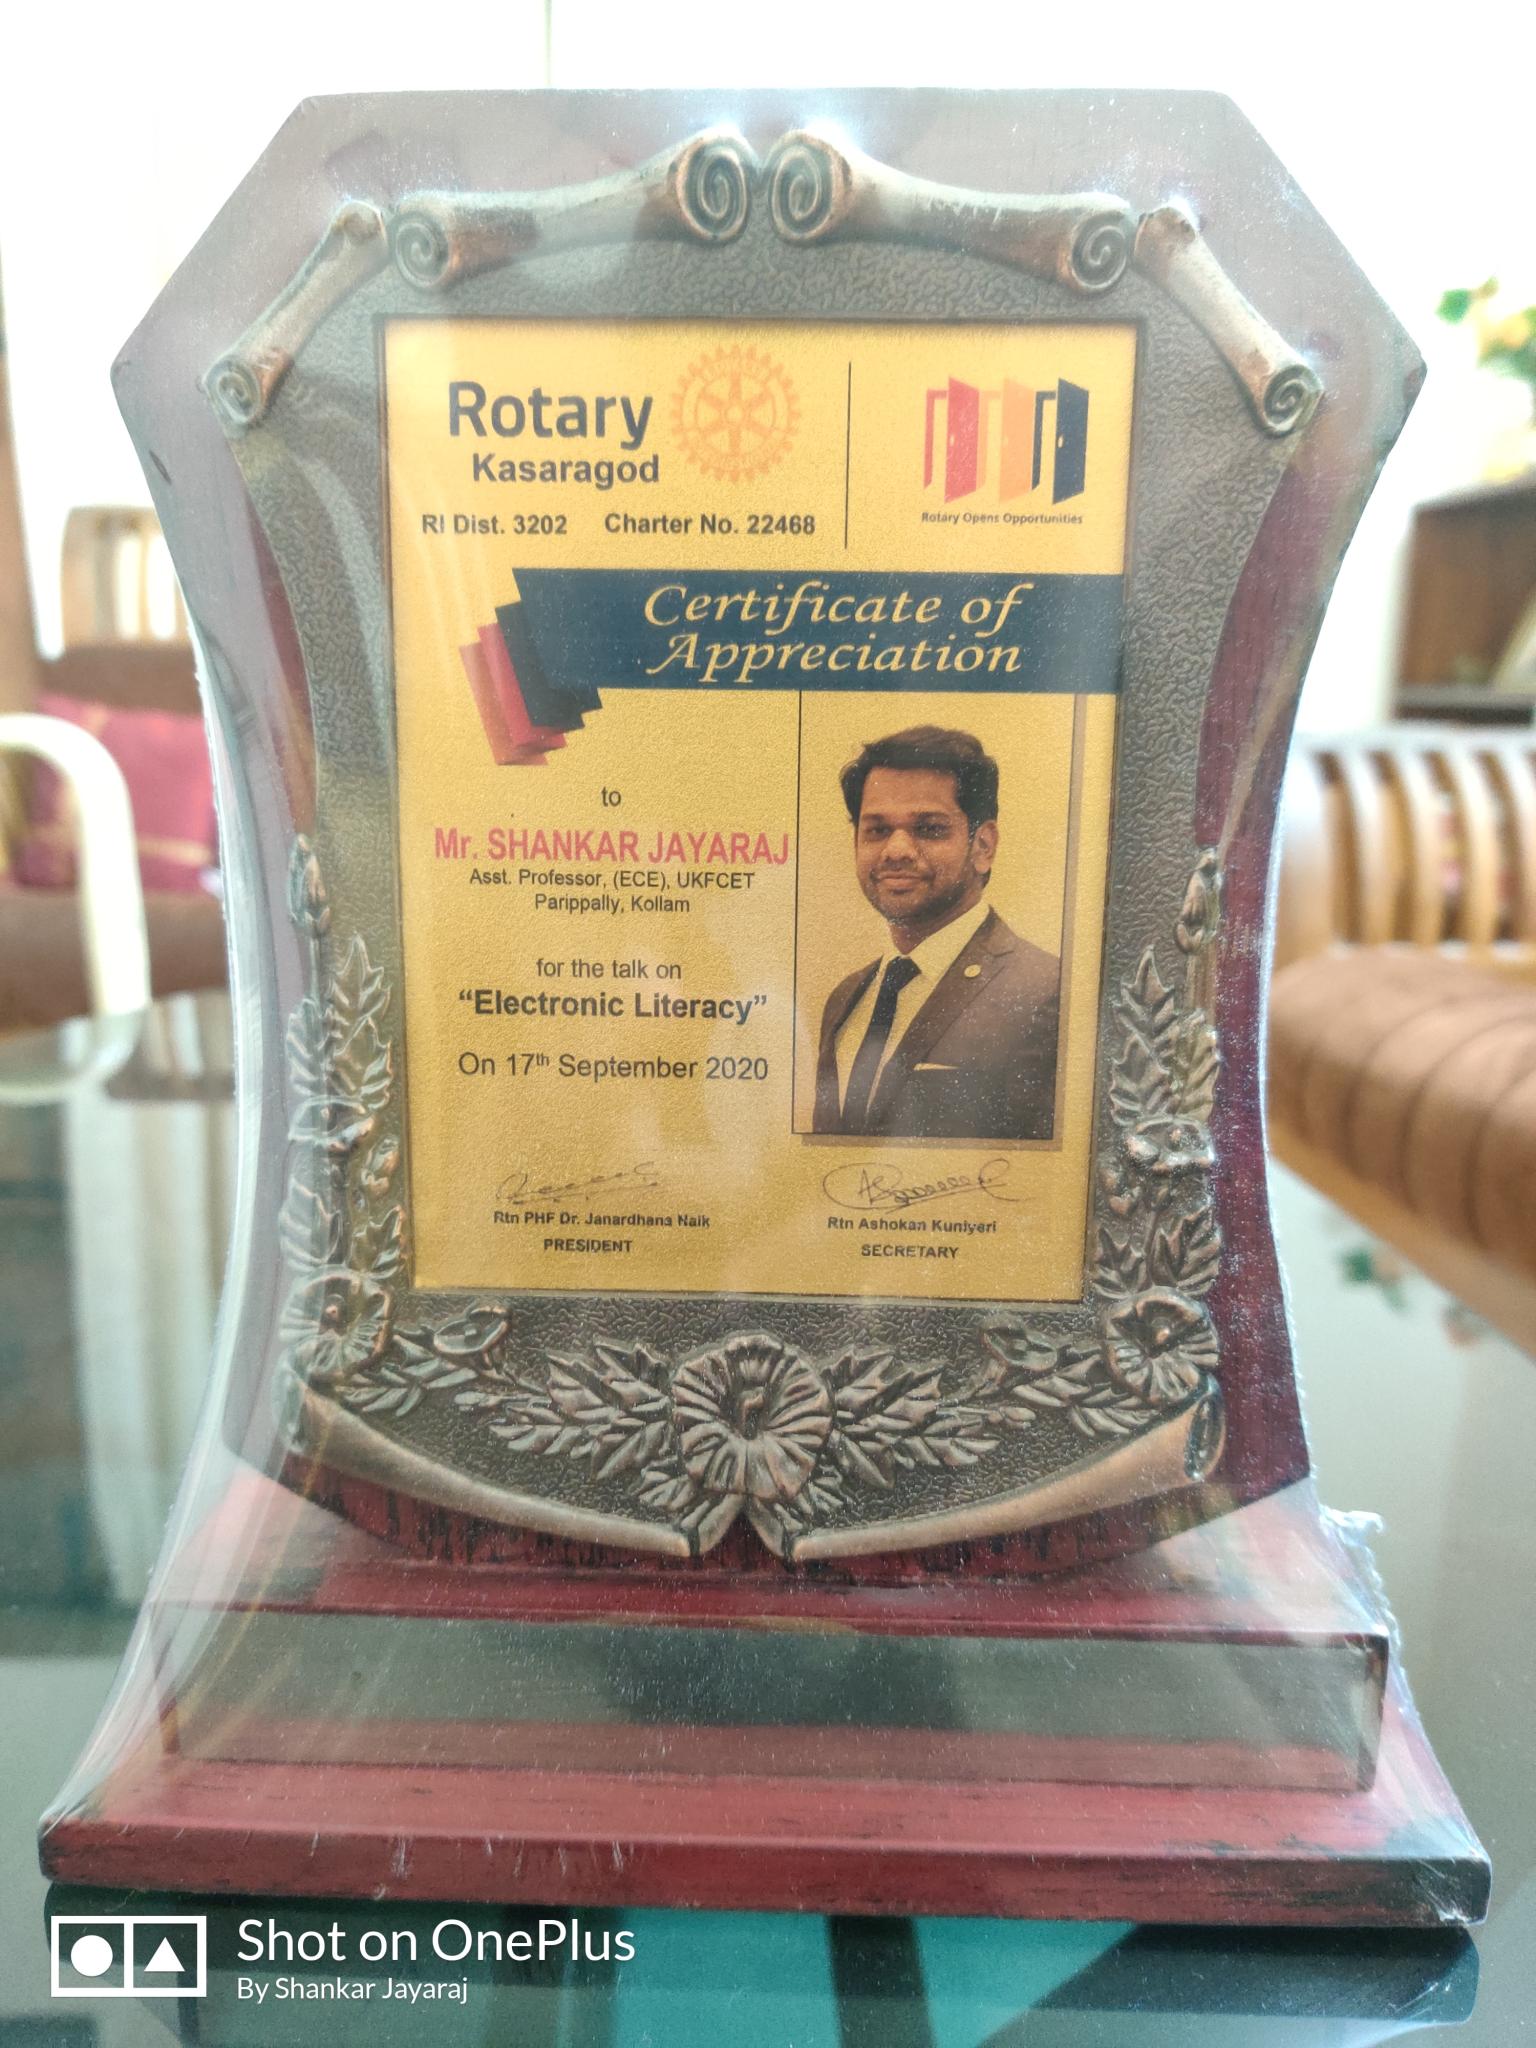 Rotary
Kasaragod
RI Dist. 3202 Charter No. 22468
Rotary Opens Opportunities
Certificate of
Appreciation
to
Mr. SHANKAR JAYARAJ
Asst. Professor, (ECE), UKFCET
Parippally, Kollam
for the talk on
“Electronic Literacy”
On 17th September 2020
Rtn PHF Dr. Janardhana Naik
PRESIDENT
Rtn Ashokan Kuniyeri
SECRETARY
Shot on OnePlus
By Shankar Jayaraj